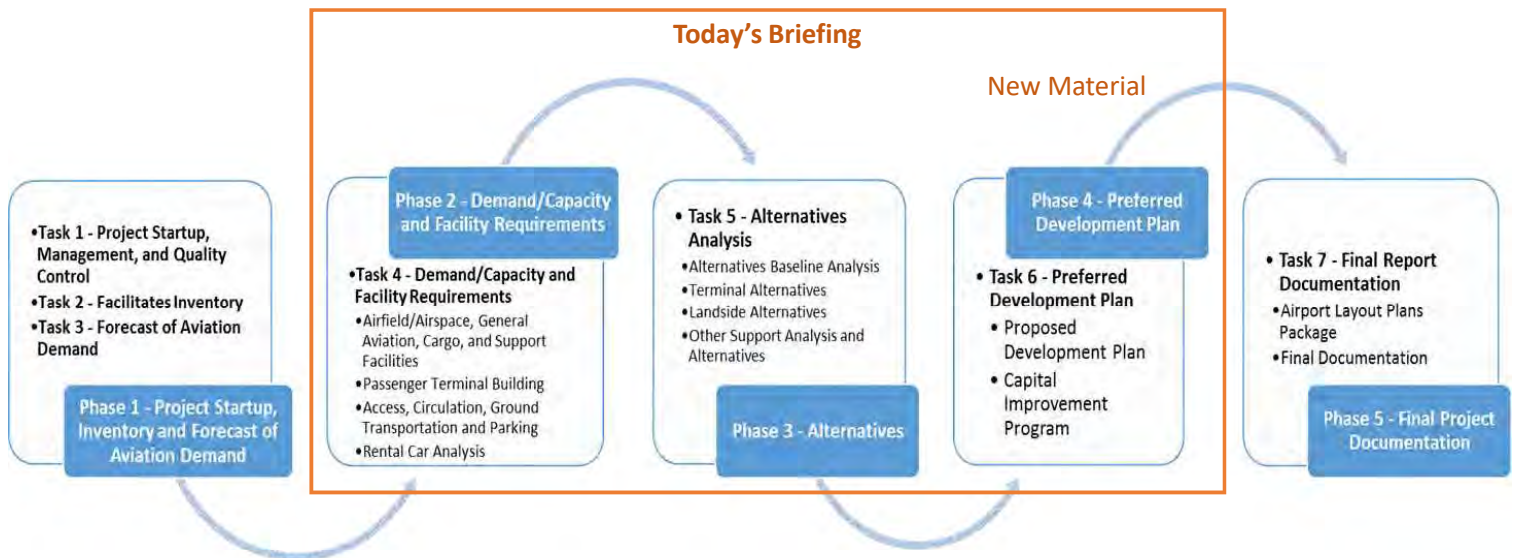 Today’s Briefing
New Material
•Task 1 - Project Startup,
Management, and Quality
Control
•Task 2 - Facilitates Inventory
•Task 3 - Forecast of Aviation
Demand
Phase 1 - Project Startup,
Inventory and Forecast of
Aviation Demand
Phase 2 - Demand/Capacity
and Facility Requirements
•Task 4 - Demand/Capacity and
Facility Requirements
•Airfield/Airspace, General
Aviation, Cargo, and Support
Facilities
•Passenger Terminal Building
•Access, Circulation, Ground
Transportation and Parking
•Rental Car Analysis
• Task 5 - Alternatives
Analysis
•Alternatives Baseline Analysis
•Terminal Alternatives
•Landside Alternatives
•Other Support Analysis and
Alternatives
Phase 3 - Alternatives
Phase 4 - Preferred
Development Plan
• Task 6 - Preferred
Development Plan
• Proposed
Development Plan
• Capital
Improvement
Program
• Task 7 - Final Report
Documentation
•Airport Layout Plans
Package
•Final Documentation
Phase 5 - Final Project
Documentation